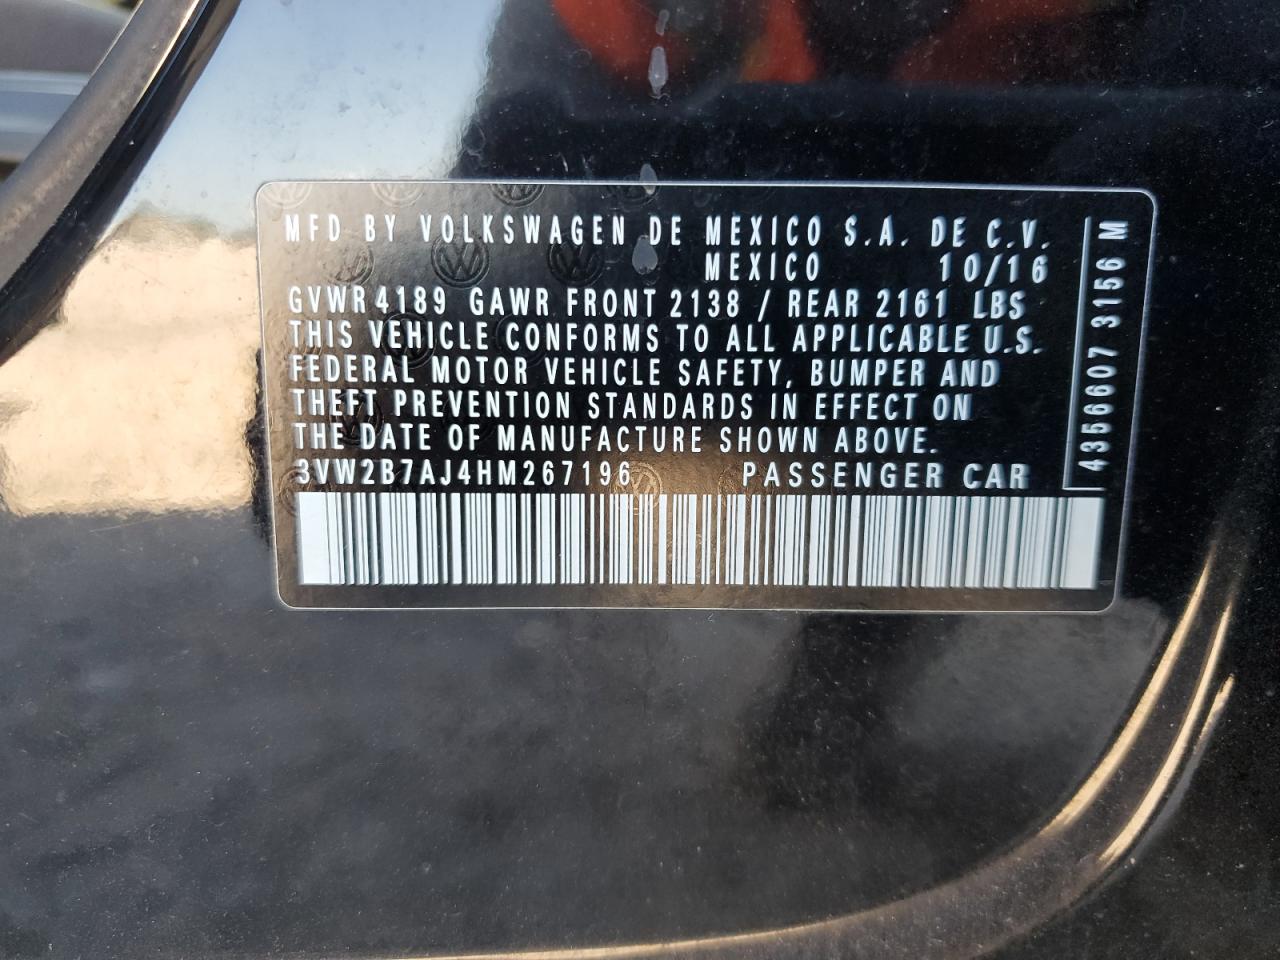 MFD BY VOLKSWAGEN DE MEXICO S.A. DE C.V.
MEXICO 10/16
GVWR 4189 GAWR FRONT 2138 / REAR 2161 LBS
THIS VEHICLE CONFORMS TO ALL APPLICABLE U.S.
FEDERAL MOTOR VEHICLE SAFETY, BUMPER AND
THEFT PREVENTION STANDARDS IN EFFECT ON
THE DATE OF MANUFACTURE SHOWN ABOVE.
3VW2B7AJ4HM267196 PASSENGER CAR
4356607 3156 M